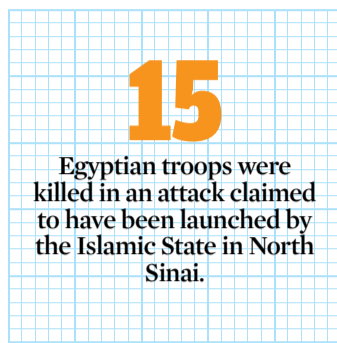 15
Egyptian troops were
killed in an attack claimed
to have been launched by
the Islamic State in North
Sinai.